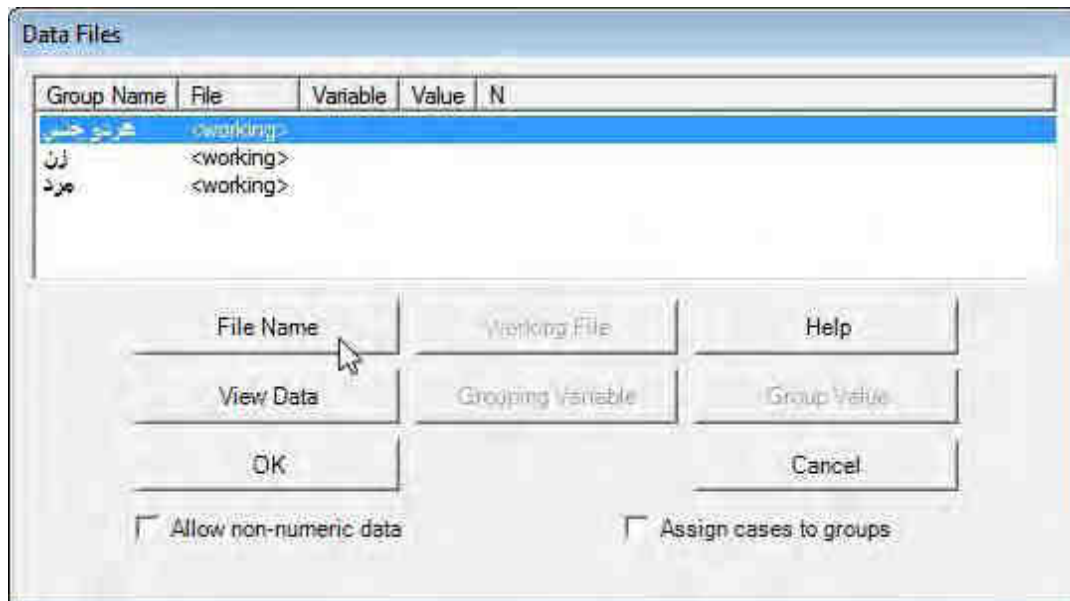 Data Files
Group Name File Variable Value N
هردو جنس <working>
زن <working>
مرد <working>
File Name Working File Help
View Data Grouping Variable Group Value
OK Cancel
Allow non-numeric data Assign cases to groups